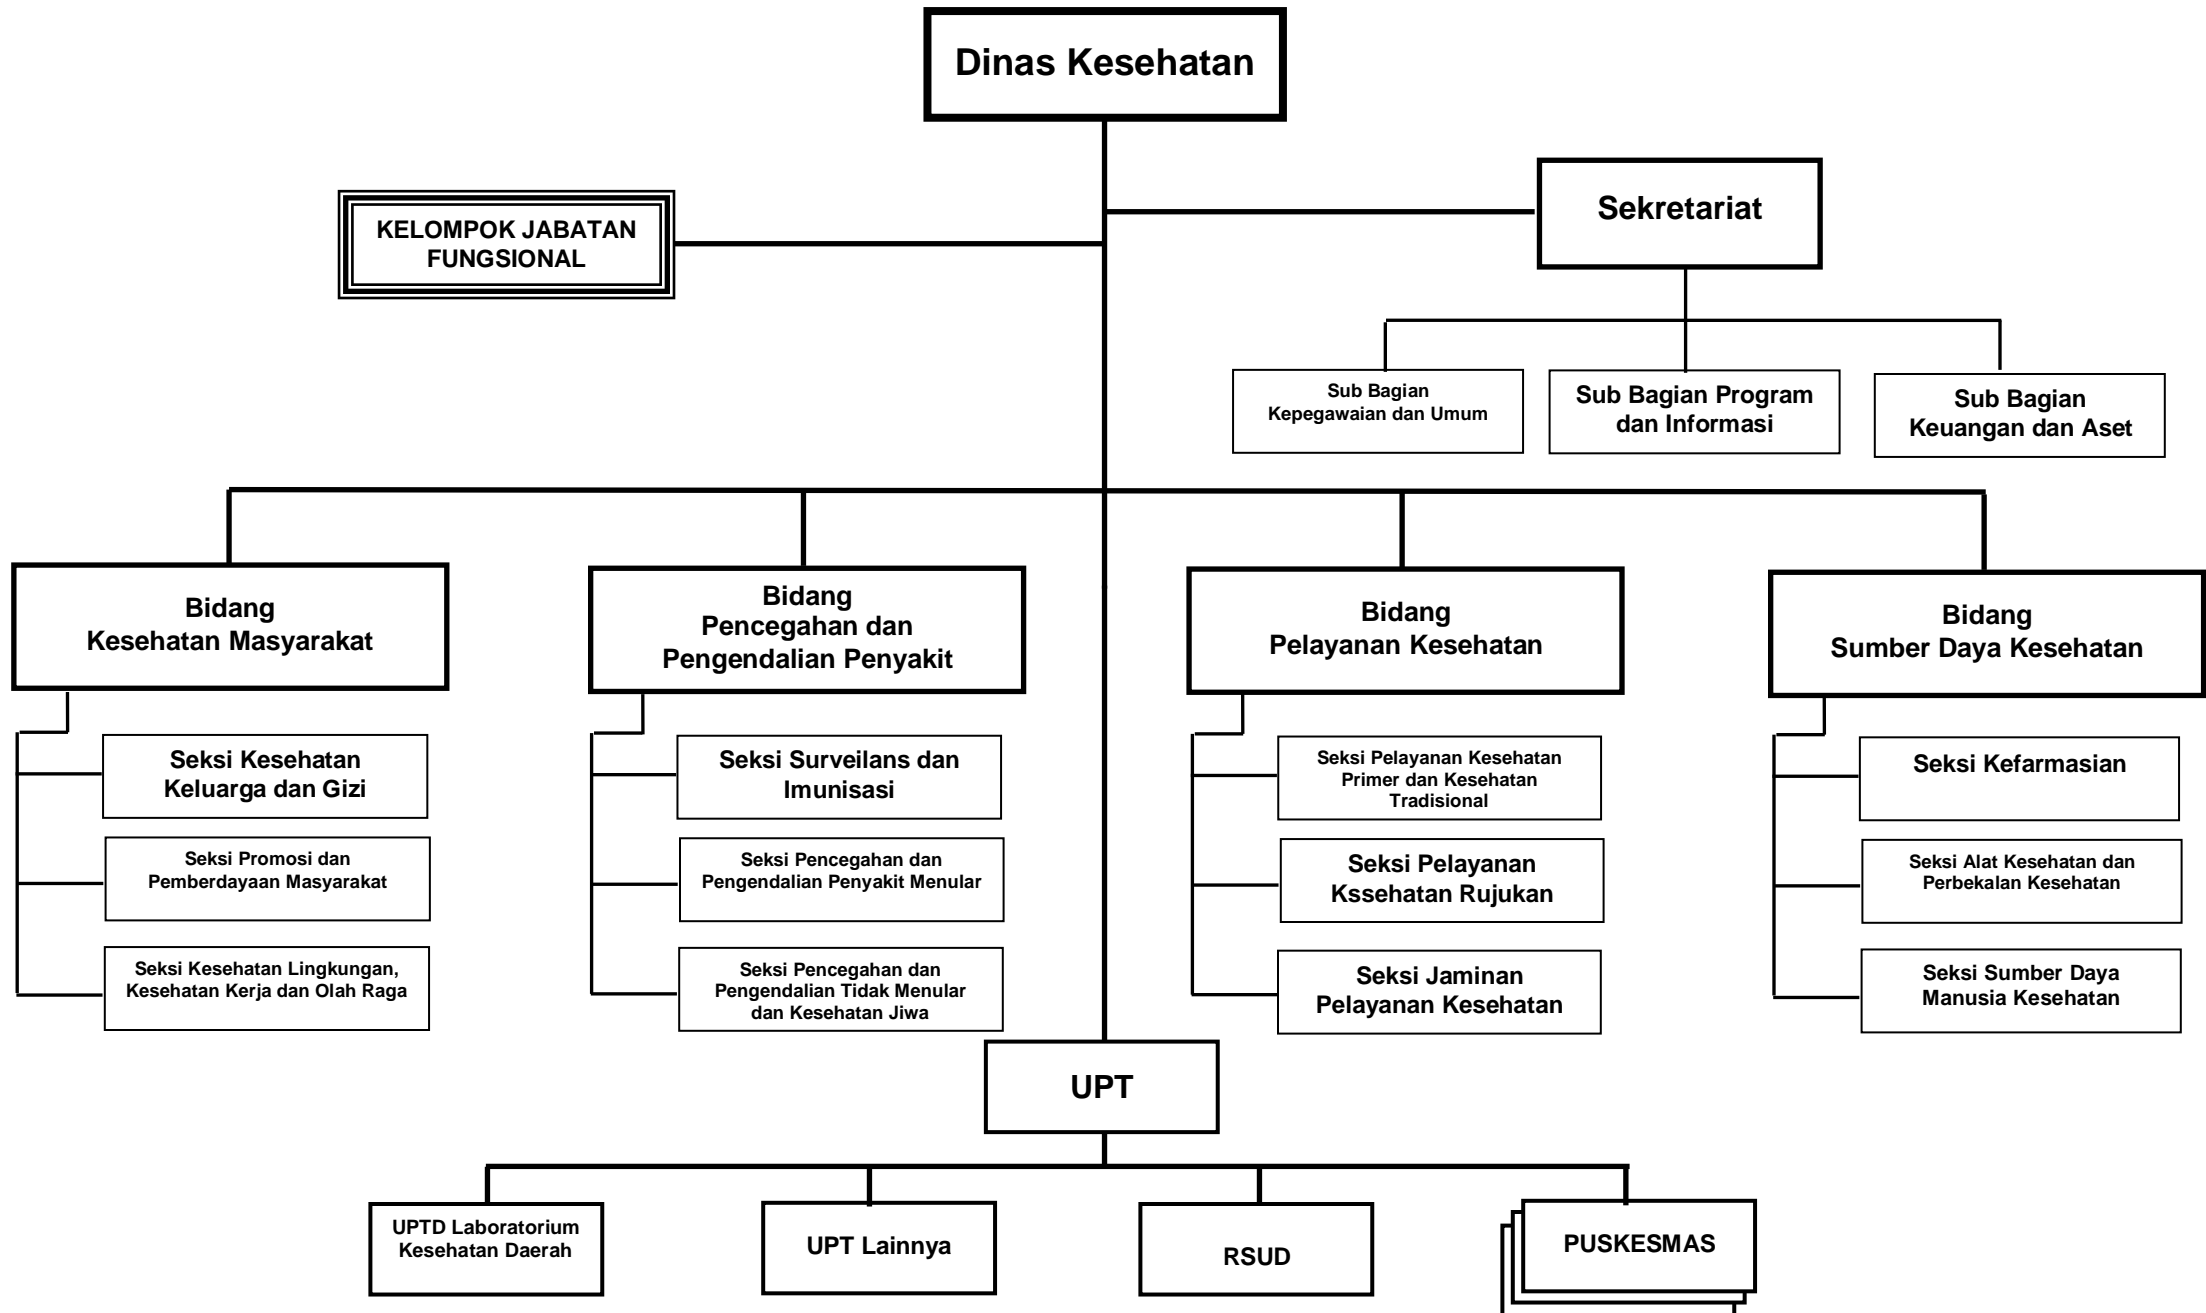 Dinas Kesehatan
Sekretariat
KELOMPOK JABATAN
FUNGSIONAL
Sub Bagian
Kepegawaian dan Umum
Sub Bagian Program
dan Informasi
Sub Bagian
Keuangan dan Aset
Bidang
Kesehatan Masyarakat
Bidang
Pencegahan dan
Pengendalian Penyakit
Bidang
Pelayanan Kesehatan
Bidang
Sumber Daya Kesehatan
Seksi Kesehatan
Keluarga dan Gizi
Seksi Promosi dan
Pemberdayaan Masyarakat
Seksi Kesehatan Lingkungan,
Kesehatan Kerja dan Olah Raga
Seksi Surveilans dan
Imunisasi
Seksi Pencegahan dan
Pengendalian Penyakit Menular
Seksi Pencegahan dan
Pengendalian Tidak Menular
dan Kesehatan Jiwa
Seksi Pelayanan Kesehatan
Primer dan Kesehatan
Tradisional
Seksi Pelayanan
Kssehatan Rujukan
Seksi Jaminan
Pelayanan Kesehatan
Seksi Kefarmasian
Seksi Alat Kesehatan dan
Perbekalan Kesehatan
Seksi Sumber Daya
Manusia Kesehatan
UPT
UPTD Laboratorium
Kesehatan Daerah
UPT Lainnya
RSUD
PUSKESMAS